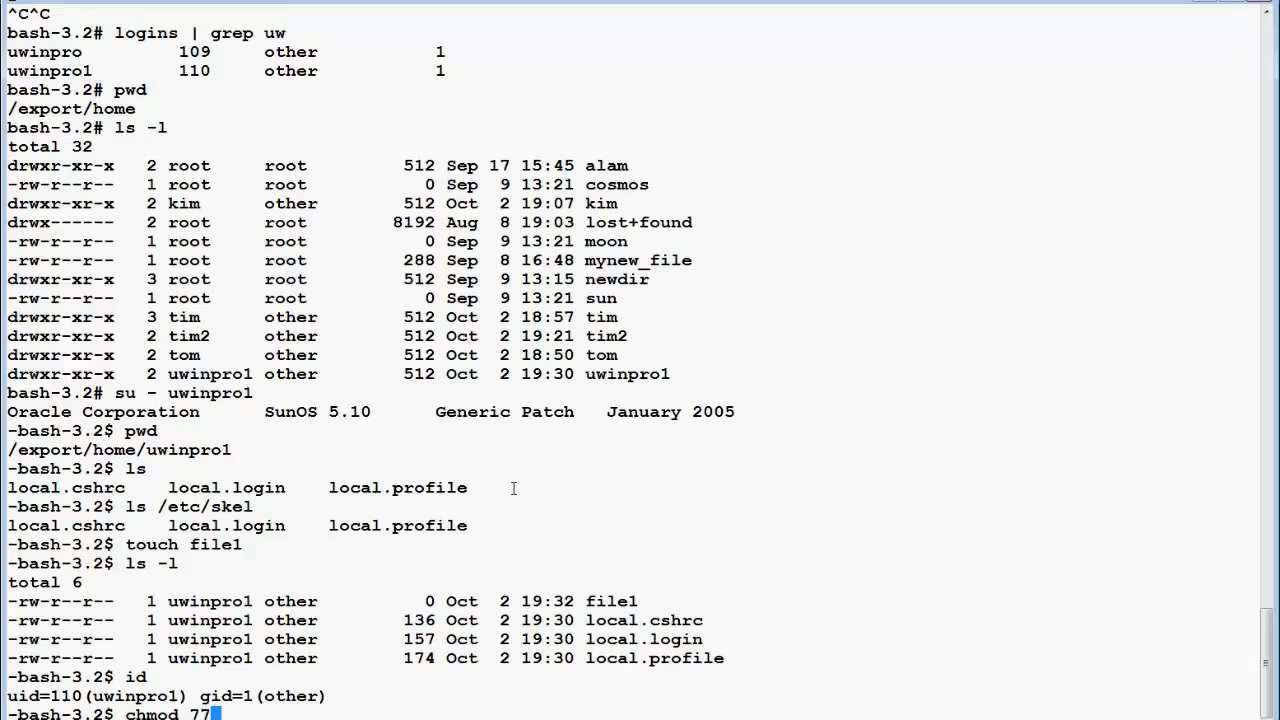 ^C^C
bash-3.2# logins | grep uw
uwinpro         109     other           1
uwinpro1        110     other           1
bash-3.2# pwd
/export/home
bash-3.2# ls -l
total 32
drwxr-xr-x   2 root     root         512 Sep 17 15:45 alam
-rw-r--r--   1 root     root           0 Sep  9 13:21 cosmos
drwxr-xr-x   2 kim      other        512 Oct  2 19:07 kim
drwx------   2 root     root        8192 Aug  8 19:03 lost+found
-rw-r--r--   1 root     root           0 Sep  9 13:21 moon
-rw-r--r--   1 root     root         288 Sep  8 16:48 mynew_file
drwxr-xr-x   3 root     root         512 Sep  9 13:15 newdir
-rw-r--r--   1 root     root           0 Sep  9 13:21 sun
drwxr-xr-x   3 tim      other        512 Oct  2 18:57 tim
drwxr-xr-x   2 tim2     other        512 Oct  2 19:21 tim2
drwxr-xr-x   2 tom      other        512 Oct  2 18:50 tom
drwxr-xr-x   2 uwinpro1 other        512 Oct  2 19:30 uwinpro1
bash-3.2# su - uwinpro1
Oracle Corporation      SunOS 5.10      Generic Patch   January 2005
-bash-3.2$ pwd
/export/home/uwinpro1
-bash-3.2$ ls
local.cshrc    local.login    local.profile
-bash-3.2$ ls /etc/skel
local.cshrc    local.login    local.profile
-bash-3.2$ touch file1
-bash-3.2$ ls -l
total 6
-rw-r--r--   1 uwinpro1 other          0 Oct  2 19:32 file1
-rw-r--r--   1 uwinpro1 other        136 Oct  2 19:30 local.cshrc
-rw-r--r--   1 uwinpro1 other        157 Oct  2 19:30 local.login
-rw-r--r--   1 uwinpro1 other        174 Oct  2 19:30 local.profile
-bash-3.2$ id
uid=110(uwinpro1) gid=1(other)
-bash-3.2$ chmod 77